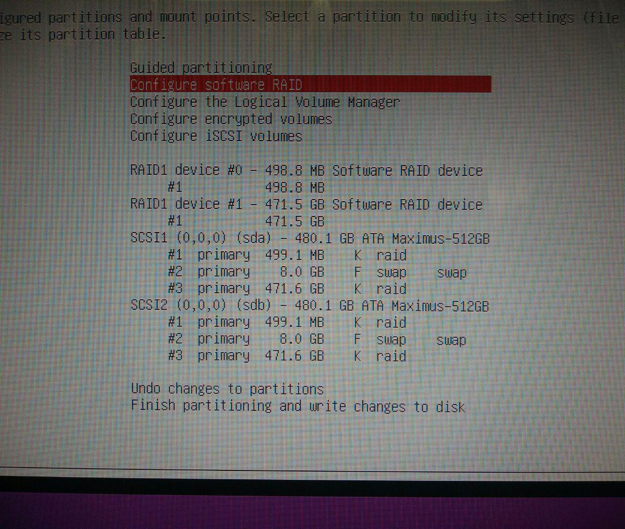 igured partitions and mount points. Select a partition to modify its settings (file
ge its partition table.
Guided partitioning
Configure software RAID
Configure the Logical Volume Manager
Configure encrypted volumes
Configure iSCSI volumes
RAID1 device #0 - 498.8 MB Software RAID device
#1 498.8 MB
RAID1 device #1 - 471.5 GB Software RAID device
#1 471.5 GB
SCSI1 (0,0,0) (sda) - 480.1 GB ATA Maximus-512GB
#1 primary 499.1 MB K raid
#2 primary 8.0 GB F swap swap
#3 primary 471.6 GB K raid
SCSI2 (0,0,0) (sdb) - 480.1 GB ATA Maximus-512GB
#1 primary 499.1 MB K raid
#2 primary 8.0 GB F swap swap
#3 primary 471.6 GB K raid
Undo changes to partitions
Finish partitioning and write changes to disk